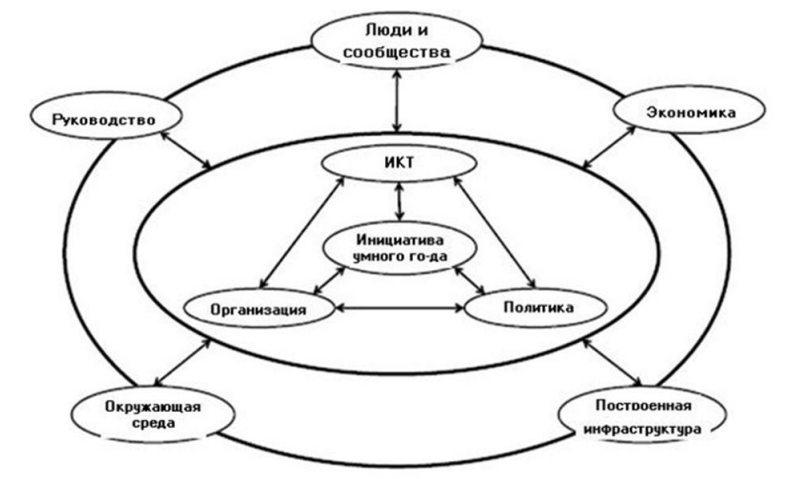 Люди и
сообщества
Руководство
Экономика
ИКТ
Инициатива
умного го-да
Организация
Политика
Окружающая
среда
Построенная
инфраструктура